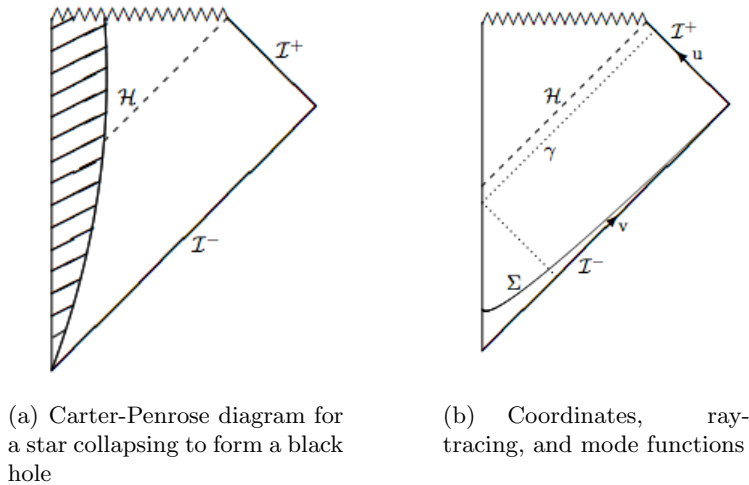 ℐ⁺
ℋ
ℐ⁻
ℐ⁺
u
ℋ
γ
v
ℐ⁻
Σ
(a) Carter-Penrose diagram for
a star collapsing to form a black
hole
(b) Coordinates, ray-
tracing, and mode functions